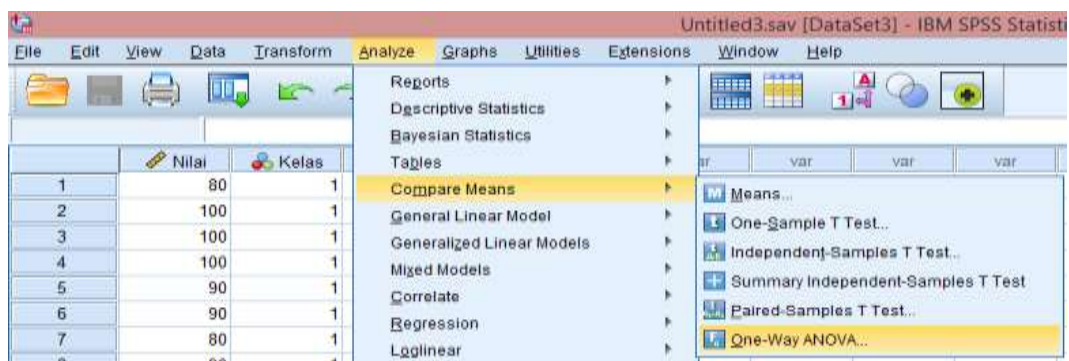 Untitled3.sav [DataSet3] - IBM SPSS Statisti
File Edit View Data Transform Analyze Graphs Utilities Extensions Window Help
Reports
Descriptive Statistics
Bayesian Statistics
Nilai Kelas Tables var var var
1 80 1 Compare Means Means...
2 100 1 General Linear Model One-Sample T Test...
3 100 1 Generalized Linear Models Independent-Samples T Test...
4 100 1 Mixed Models Summary Independent-Samples T Test
5 90 1 Correlate Paired-Samples T Test...
6 90 1 Regression One-Way ANOVA...
7 80 1 Loglinear